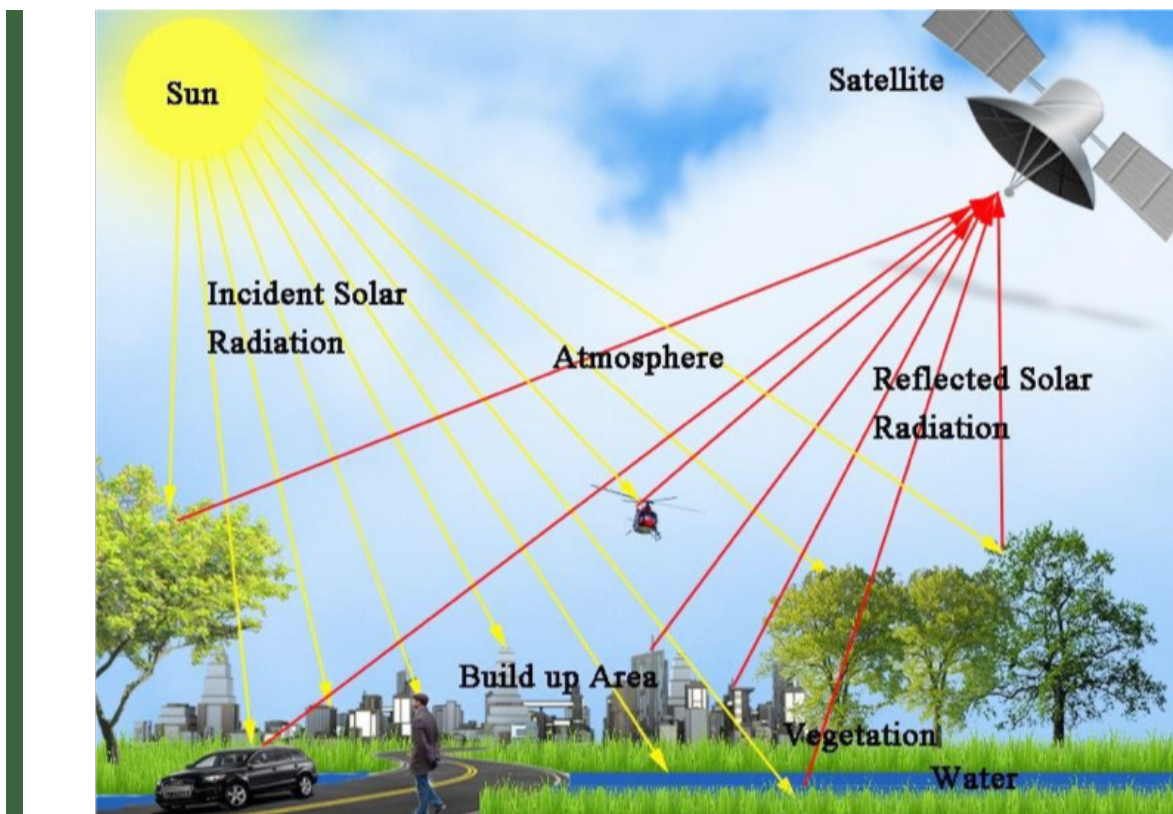 Sun
Satellite
Incident Solar
Radiation
Atmosphere
Reflected Solar
Radiation
Build up Area
Vegetation
Water